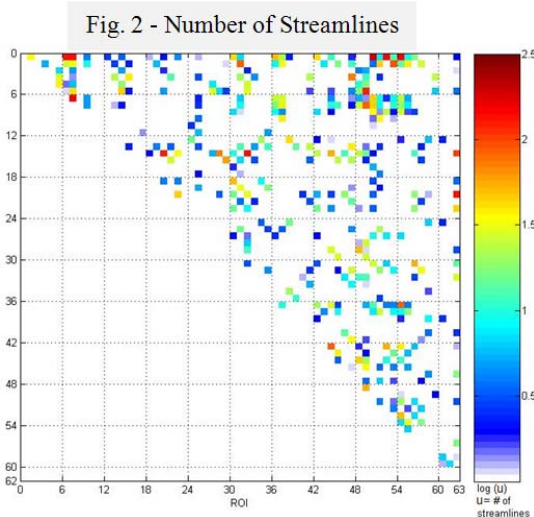 Fig. 2 - Number of Streamlines
0
6
12
18
24
30
36
42
48
54
60
62
0 6 12 18 24 30 36 42 48 54 60 63
ROI
2.5
2
1.5
1
0.5
log (u)
u= # of
streamlines